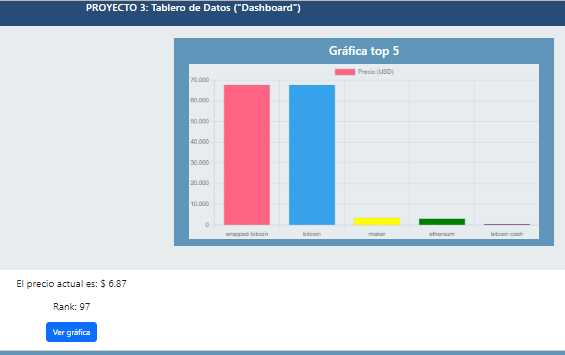 PROYECTO 3: Tablero de Datos ("Dashboard")
Gráfica top 5
Precio (USD)
70.000
60.000
50.000
40.000
30.000
20.000
10.000
0
wrapped-bitcoin bitcoin maker ethereum bitcoin-cash
El precio actual es: $ 6.87
Rank: 97
Ver gráfica